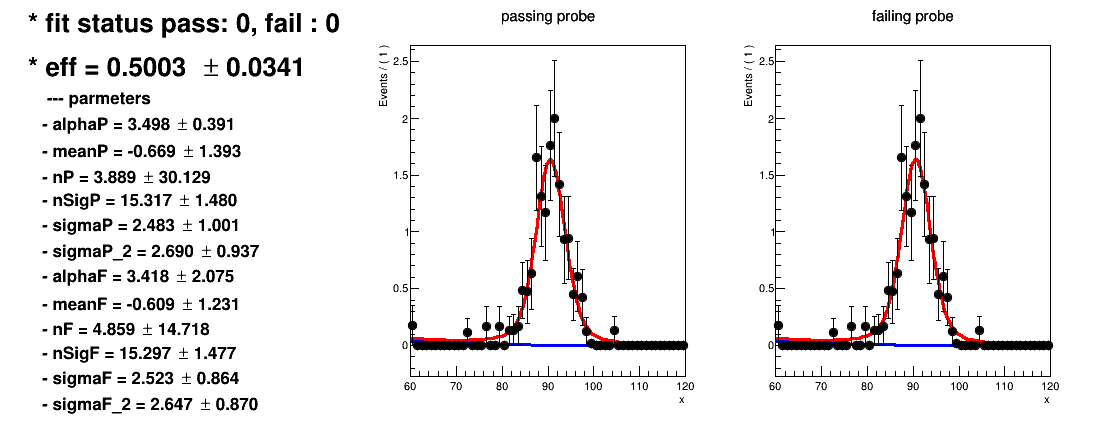 * fit status pass: 0, fail : 0
* eff = 0.5003 ± 0.0341
--- parmeters
- alphaP = 3.498 ± 0.391
- meanP = -0.669 ± 1.393
- nP = 3.889 ± 30.129
- nSigP = 15.317 ± 1.480
- sigmaP = 2.483 ± 1.001
- sigmaP_2 = 2.690 ± 0.937
- alphaF = 3.418 ± 2.075
- meanF = -0.609 ± 1.231
- nF = 4.859 ± 14.718
- nSigF = 15.297 ± 1.477
- sigmaF = 2.523 ± 0.864
- sigmaF_2 = 2.647 ± 0.870
passing probe
Events / ( 1 )
2.5
2
1.5
1
0.5
0
60 70 80 90 100 110 120
x
failing probe
Events / ( 1 )
2.5
2
1.5
1
0.5
0
60 70 80 90 100 110 120
x